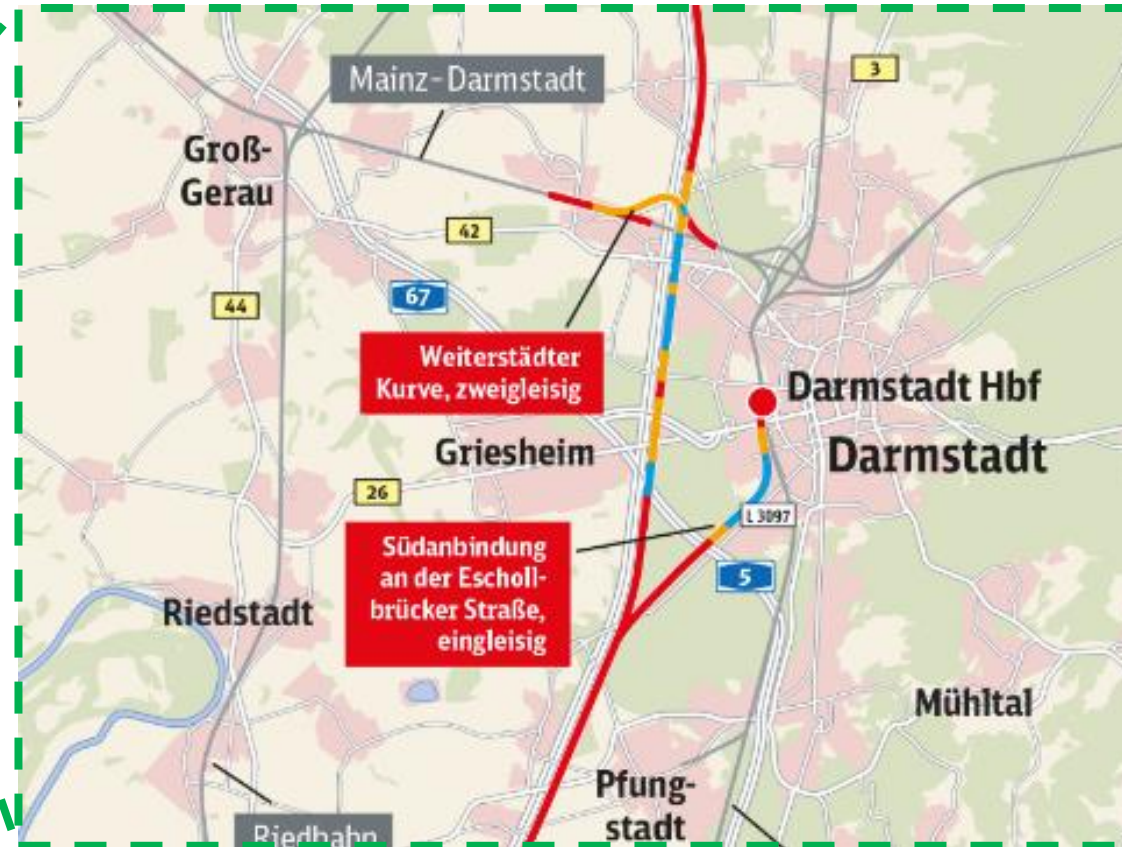 3
Mainz-Darmstadt
Groß-
Gerau
42
67
44
Weiterstädter
Kurve, zweigleisig
Darmstadt Hbf
Griesheim
Darmstadt
26
L 3097
Südanbindung
an der Escholl-
brücker Straße,
eingleisig
5
Riedstadt
Mühltal
Pfung-
stadt
Riedbahn